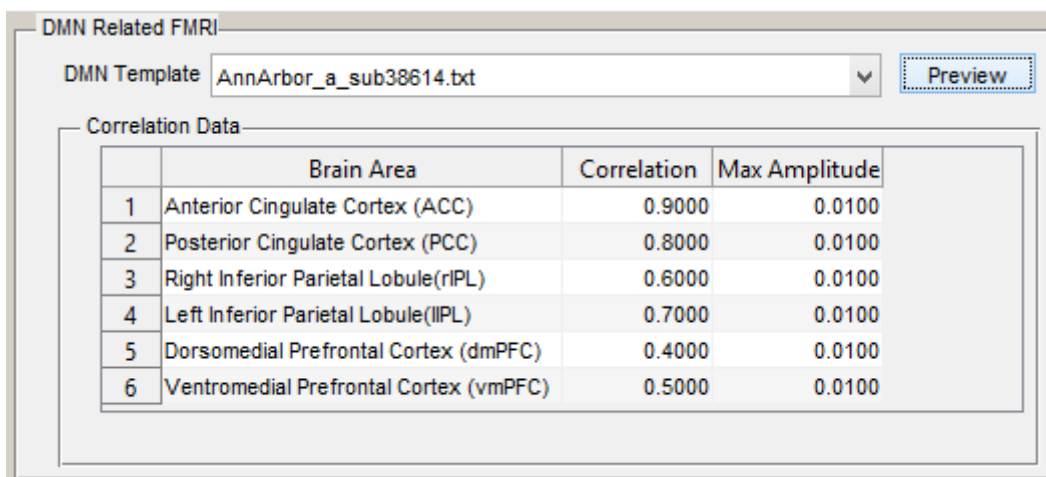 DMN Related FMRI
DMN Template AnnArbor_a_sub38614.txt Preview
Correlation Data
Brain Area Correlation Max Amplitude
1 Anterior Cingulate Cortex (ACC) 0.9000 0.0100
2 Posterior Cingulate Cortex (PCC) 0.8000 0.0100
3 Right Inferior Parietal Lobule(rIPL) 0.6000 0.0100
4 Left Inferior Parietal Lobule(lIPL) 0.7000 0.0100
5 Dorsomedial Prefrontal Cortex (dmPFC) 0.4000 0.0100
6 Ventromedial Prefrontal Cortex (vmPFC) 0.5000 0.0100